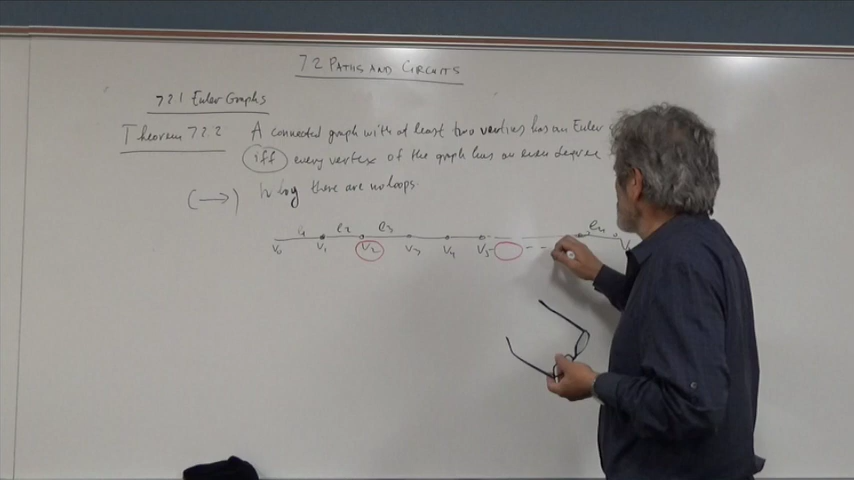 7.2 PATHS AND CIRCUITS
7.2.1 Euler Graphs
Theorem 7.2.2 A connected graph with at least two vertices has an Euler
iff every vertex of the graph has an even degree
(→) wlog there are no loops.
e1 e2 e3 en
V0 V1 V2 V3 V4 V5